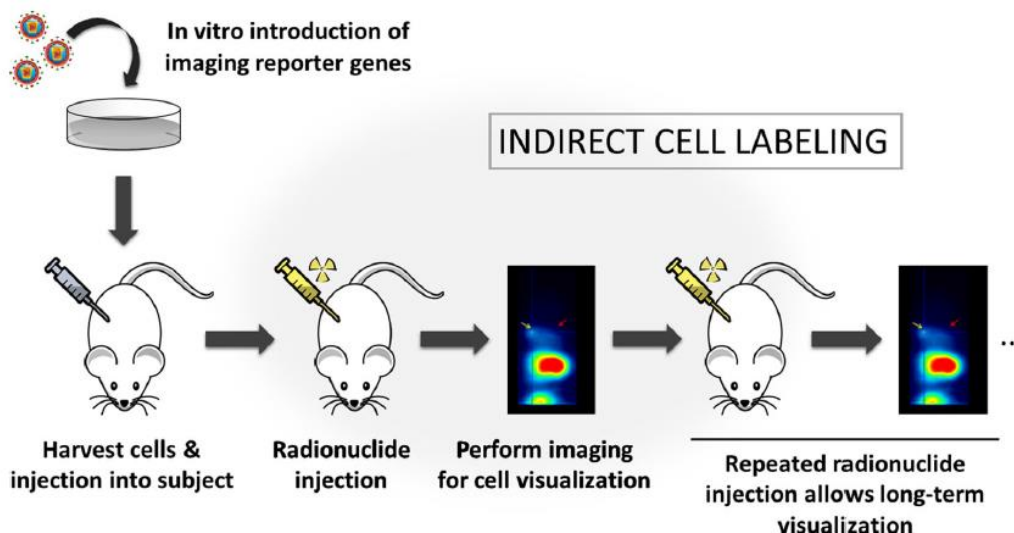 In vitro introduction of
imaging reporter genes
INDIRECT CELL LABELING
Harvest cells &
injection into subject
Radionuclide
injection
Perform imaging
for cell visualization
Repeated radionuclide
injection allows long-term
visualization
...